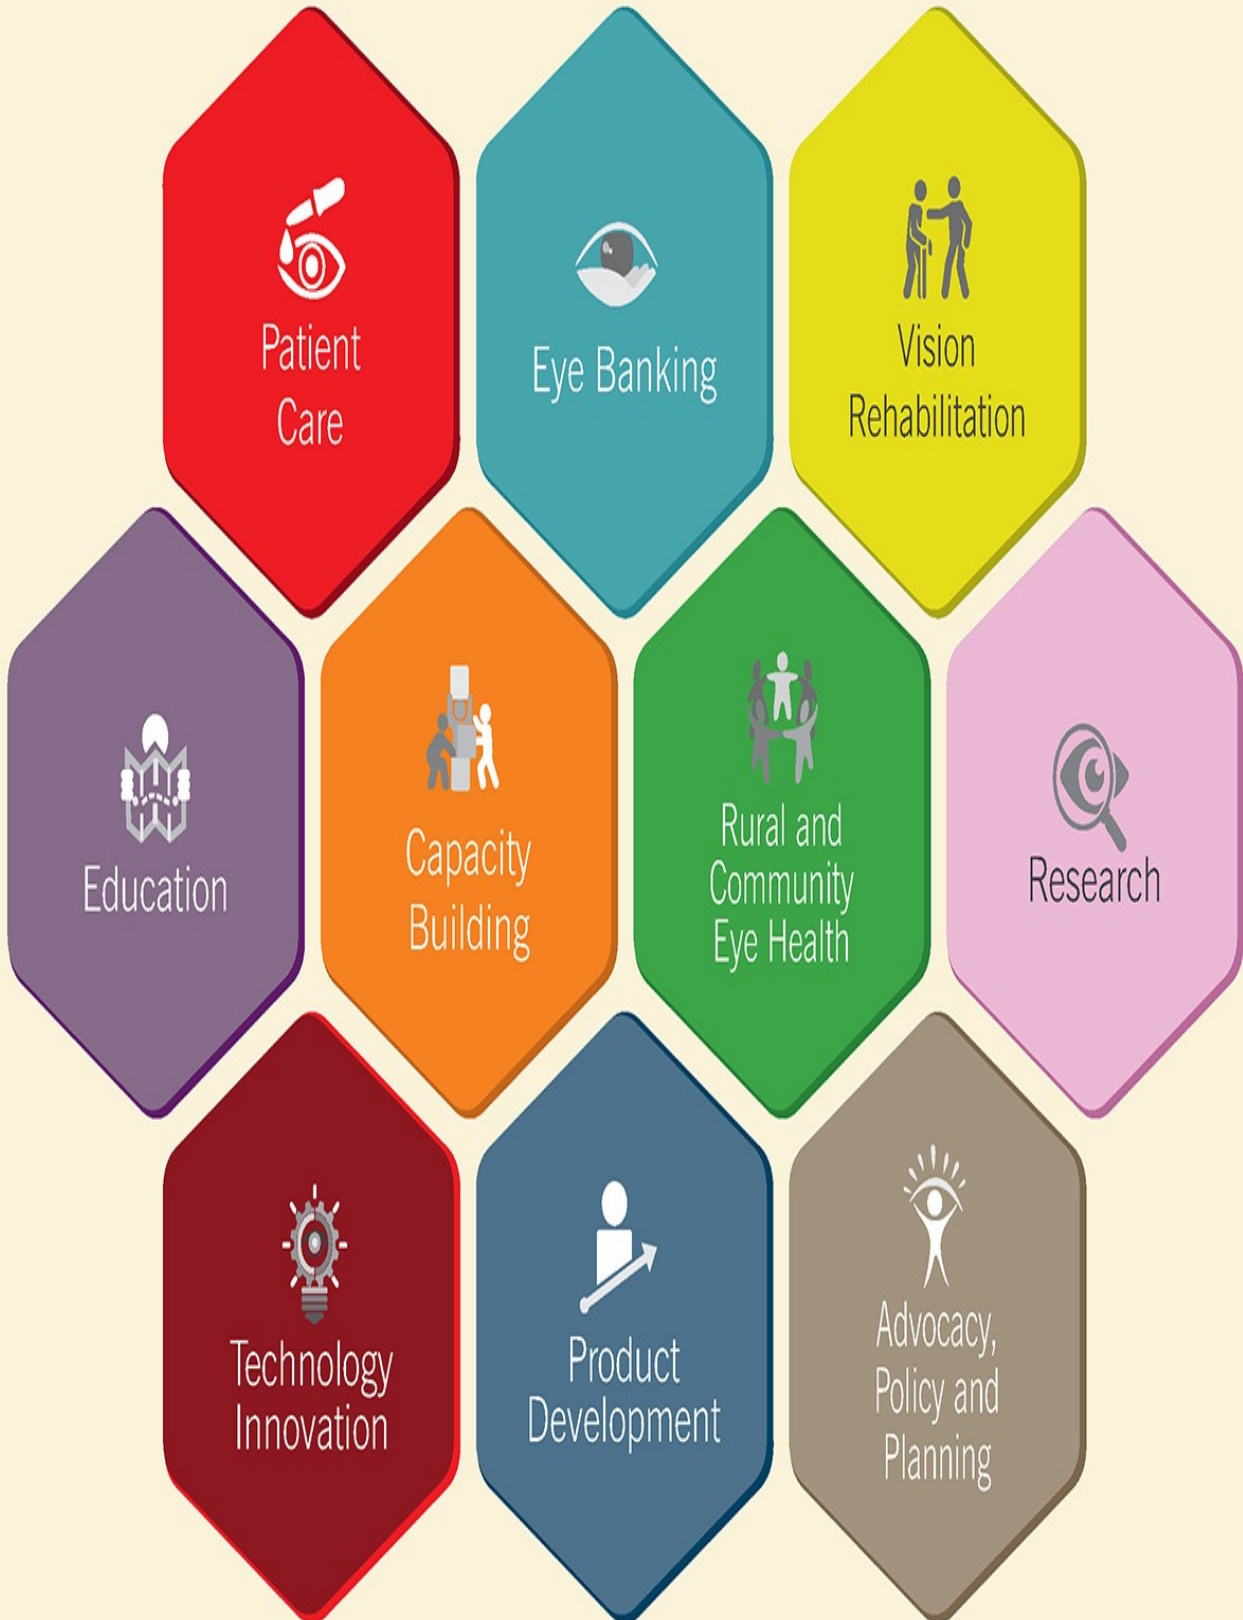 Patient
Care
Eye Banking
Vision
Rehabilitation
Education
Capacity
Building
Rural and
Community
Eye Health
Research
Technology
Innovation
Product
Development
Advocacy,
Policy and
Planning